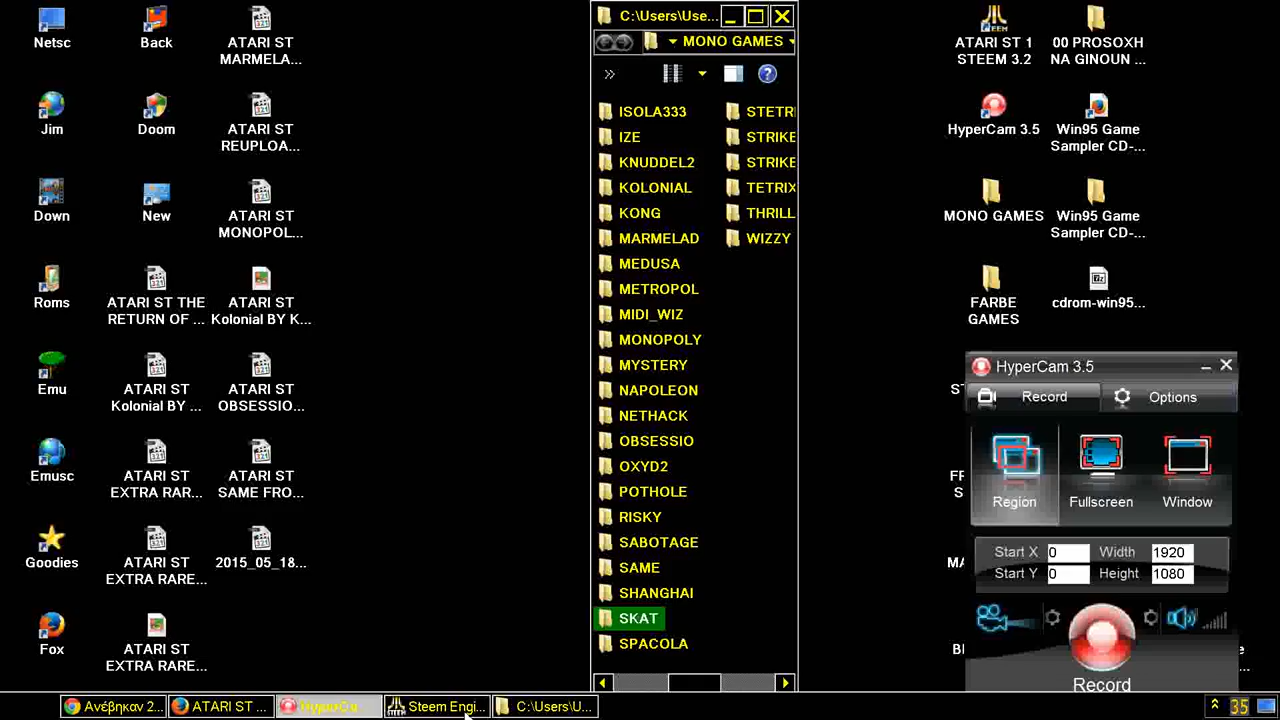 Netsc
Back
ATARI ST
MARMELA...
Jim
Doom
ATARI ST
REUPLOA...
Down
New
ATARI ST
MONOPOL...
Roms
ATARI ST THE
RETURN OF ...
ATARI ST
Kolonial BY K...
Emu
ATARI ST
Kolonial BY ...
ATARI ST
OBSESSIO...
Emusc
ATARI ST
EXTRA RAR...
ATARI ST
SAME FRO...
Goodies
ATARI ST
EXTRA RARE...
2015_05_18...
Fox
ATARI ST
EXTRA RARE...
C:\Users\Use...
MONO GAMES
ISOLA333
IZE
KNUDDEL2
KOLONIAL
KONG
MARMELAD
MEDUSA
METROPOL
MIDI_WIZ
MONOPOLY
MYSTERY
NAPOLEON
NETHACK
OBSESSIO
OXYD2
POTHOLE
RISKY
SABOTAGE
SAME
SHANGHAI
SKAT
SPACOLA
STETRI
STRIKE
STRIKE
TETRIX
THRILL
WIZZY
ATARI ST 1
STEEM 3.2
00 PROSOXH
NA GINOUN ...
HyperCam 3.5
Win95 Game
Sampler CD-...
MONO GAMES
Win95 Game
Sampler CD-...
FARBE
GAMES
cdrom-win95...
HyperCam 3.5
Record
Options
Region
Fullscreen
Window
Start X 0 Width 1920
Start Y 0 Height 1080
Record
Ανέβηκαν 2...
ATARI ST ...
Steem Engi...
C:\Users\U...
35